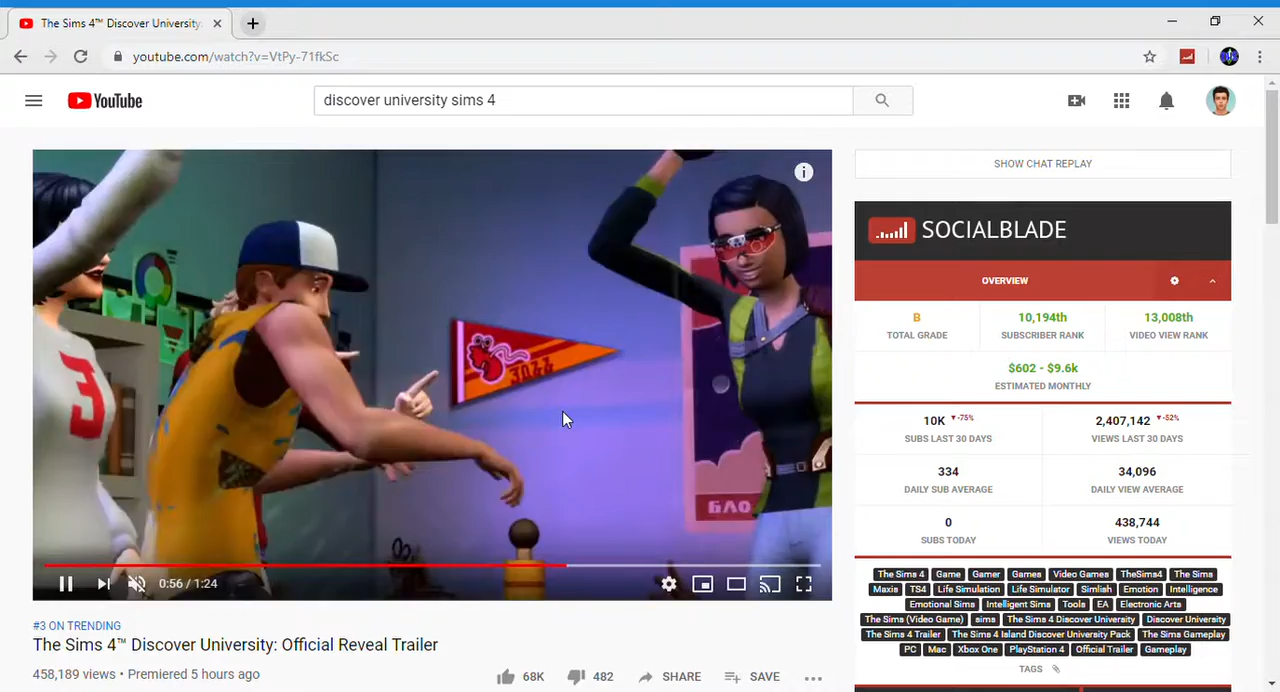 The Sims 4™ Discover University:
youtube.com/watch?v=VtPy-71fkSc
YouTube
discover university sims 4
SHOW CHAT REPLAY
3
3044
БЛО
0:56 / 1:24
#3 ON TRENDING
The Sims 4™ Discover University: Official Reveal Trailer
458,189 views • Premiered 5 hours ago
68K 482 SHARE SAVE
SOCIALBLADE
OVERVIEW
B 10,194th 13,008th
TOTAL GRADE SUBSCRIBER RANK VIDEO VIEW RANK
$602 - $9.6k
ESTIMATED MONTHLY
10K ▼-75% 2,407,142 ▼-52%
SUBS LAST 30 DAYS VIEWS LAST 30 DAYS
334 34,096
DAILY SUB AVERAGE DAILY VIEW AVERAGE
0 438,744
SUBS TODAY VIEWS TODAY
The Sims 4 Game Gamer Games Video Games TheSims4 The Sims
Maxis TS4 Life Simulation Life Simulator Simlish Emotion Intelligence
Emotional Sims Intelligent Sims Tools EA Electronic Arts
The Sims (Video Game) sims The Sims 4 Discover University Discover University
The Sims 4 Trailer The Sims 4 Island Discover University Pack The Sims Gameplay
PC Mac Xbox One PlayStation 4 Official Trailer Gameplay
TAGS